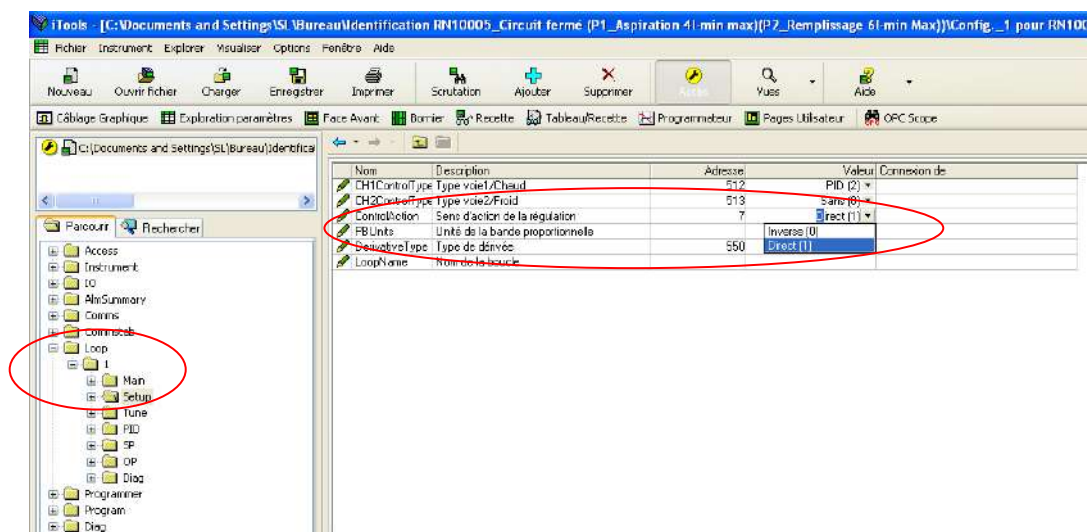 iTools - [C:\Documents and Settings\SL\Bureau\Identification RN10005_Circuit fermé (P1_Aspiration 4l-min max)(P2_Remplissage 6l-min Max))\Config,_1 pour RN100
Fichier Instrument Explorer Visualiser Options Fenêtre Aide
Nouveau Ouvrir fichier Charger Enregistrer Imprimer Scrutation Ajouter Supprimer Accès Vues Aide
Câblage Graphique Exploration paramètres Face Avant Bornier Recette Tableau/Recette Programmateur Pages Utilisateur OPC Scope
C:\Documents and Settings\SL\Bureau\Identifica
Parcourir Rechercher
Access
Instrument
IO
AlmSummary
Comms
Commstab
Loop
1
Main
Setup
Tune
PID
SP
OP
Diag
Programmer
Program
Diag
Nom Description Adresse Valeur Connexion de
CH1ControlType Type voie1/Chaud 512 PID (2)
CH2ControlType Type voie2/Froid 513 Sans (0)
ControlAction Sens d'action de la régulation 7 Direct (1)
PBUnits Unité de la bande proportionnelle Inverse (0)
DerivativeType Type de dérivée 550 Direct (1)
LoopName Nom de la boucle